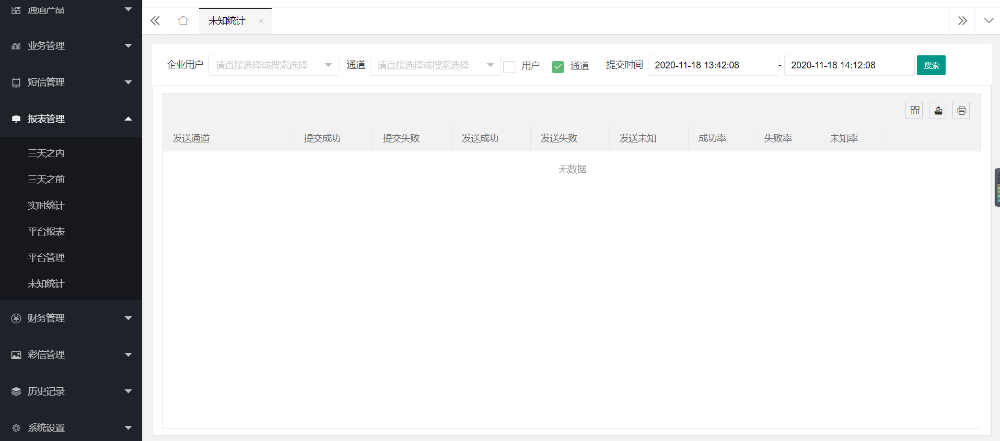 通道产品
业务管理
短信管理
报表管理
三天之内
三天之前
实时统计
平台报表
平台管理
未知统计
财务管理
彩信管理
历史记录
系统设置
未知统计
企业用户 请直接选择或搜索选择 通道 请直接选择或搜索选择 用户 通道 提交时间 2020-11-18 13:42:08 - 2020-11-18 14:12:08 搜索
发送通道 提交成功 提交失败 发送成功 发送失败 发送未知 成功率 失败率 未知率
无数据